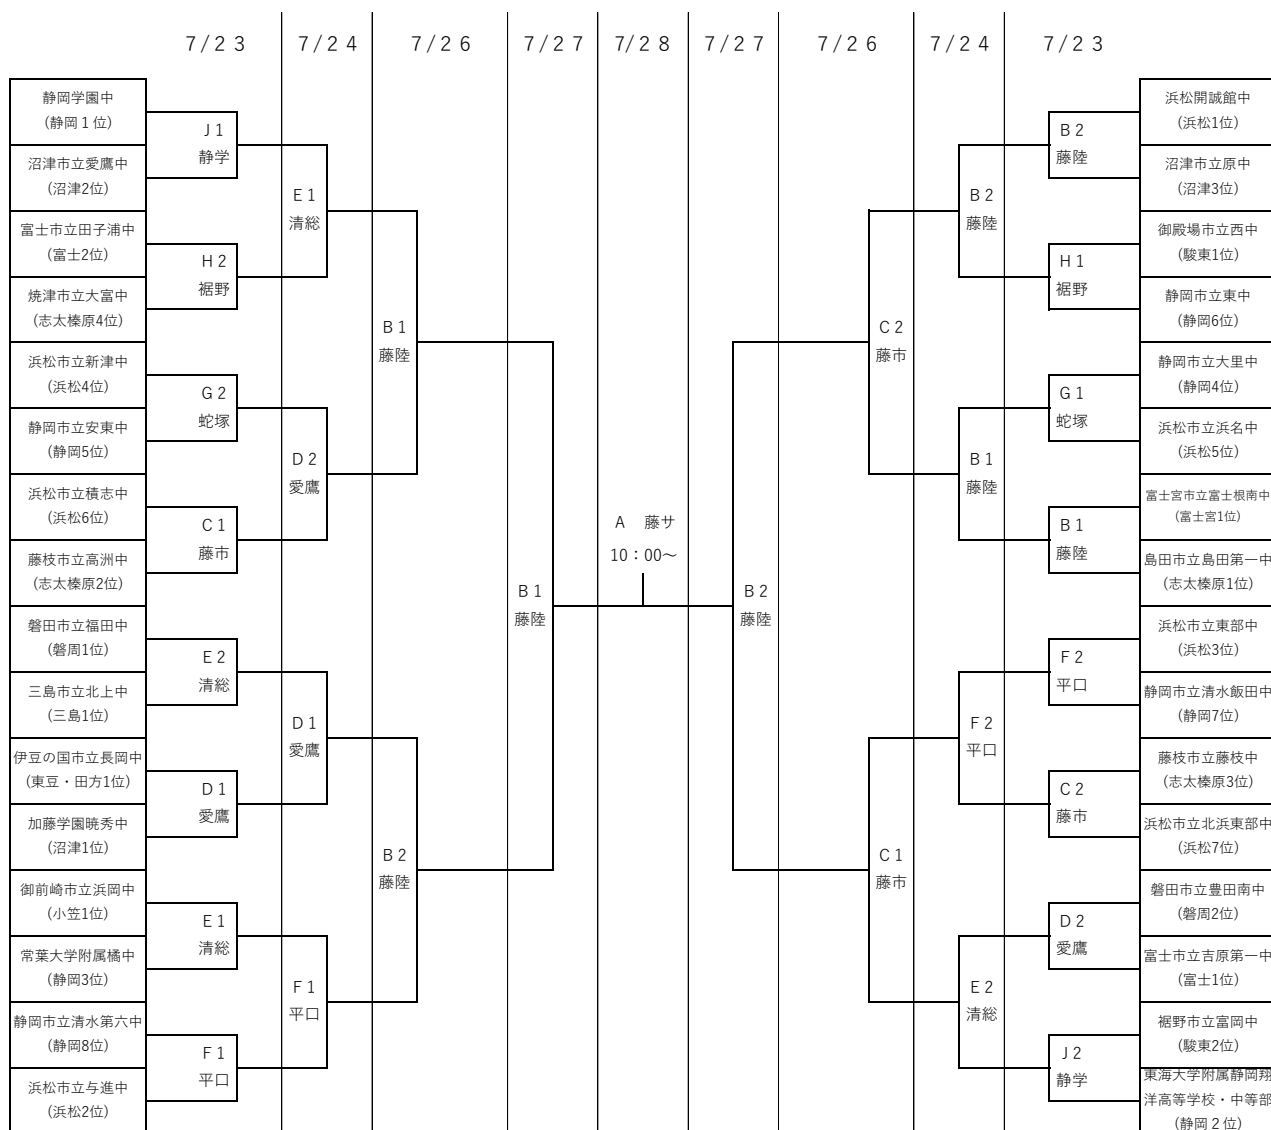 7/23 7/24 7/26 7/27 7/28 7/27 7/26 7/24 7/23
静岡学園中
(静岡１位)
沼津市立愛鷹中
(沼津2位)
富士市立田子浦中
(富士2位)
焼津市立大富中
(志太榛原4位)
浜松市立新津中
(浜松4位)
静岡市立安東中
(静岡5位)
浜松市立積志中
(浜松6位)
藤枝市立高洲中
(志太榛原2位)
磐田市立福田中
(磐周1位)
三島市立北上中
(三島1位)
伊豆の国市立長岡中
(東豆・田方1位)
加藤学園暁秀中
(沼津1位)
御前崎市立浜岡中
(小笠1位)
常葉大学附属橘中
(静岡3位)
静岡市立清水第六中
(静岡8位)
浜松市立与進中
(浜松2位)
J1
静学
H2
裾野
G2
蛇塚
C1
藤市
E2
清総
D1
愛鷹
E1
清総
F1
平口
E1
清総
D2
愛鷹
D1
愛鷹
F1
平口
B1
藤陸
B2
藤陸
B1
藤陸
A　藤サ
10：00～
B2
藤陸
C2
藤市
C1
藤市
B2
藤陸
B1
藤陸
F2
平口
E2
清総
B2
藤陸
H1
裾野
G1
蛇塚
B1
藤陸
F2
平口
C2
藤市
D2
愛鷹
J2
静学
浜松開誠館中
(浜松1位)
沼津市立原中
(沼津3位)
御殿場市立西中
(駿東1位)
静岡市立東中
(静岡6位)
静岡市立大里中
(静岡4位)
浜松市立浜名中
(浜松5位)
富士宮市立富士根南中
(富士宮1位)
島田市立島田第一中
(志太榛原1位)
浜松市立東部中
(浜松3位)
静岡市立清水飯田中
(静岡7位)
藤枝市立藤枝中
(志太榛原3位)
浜松市立北浜東部中
(浜松7位)
磐田市立豊田南中
(磐周2位)
富士市立吉原第一中
(富士1位)
裾野市立富岡中
(駿東2位)
東海大学附属静岡翔
洋高等学校・中等部
(静岡２位)